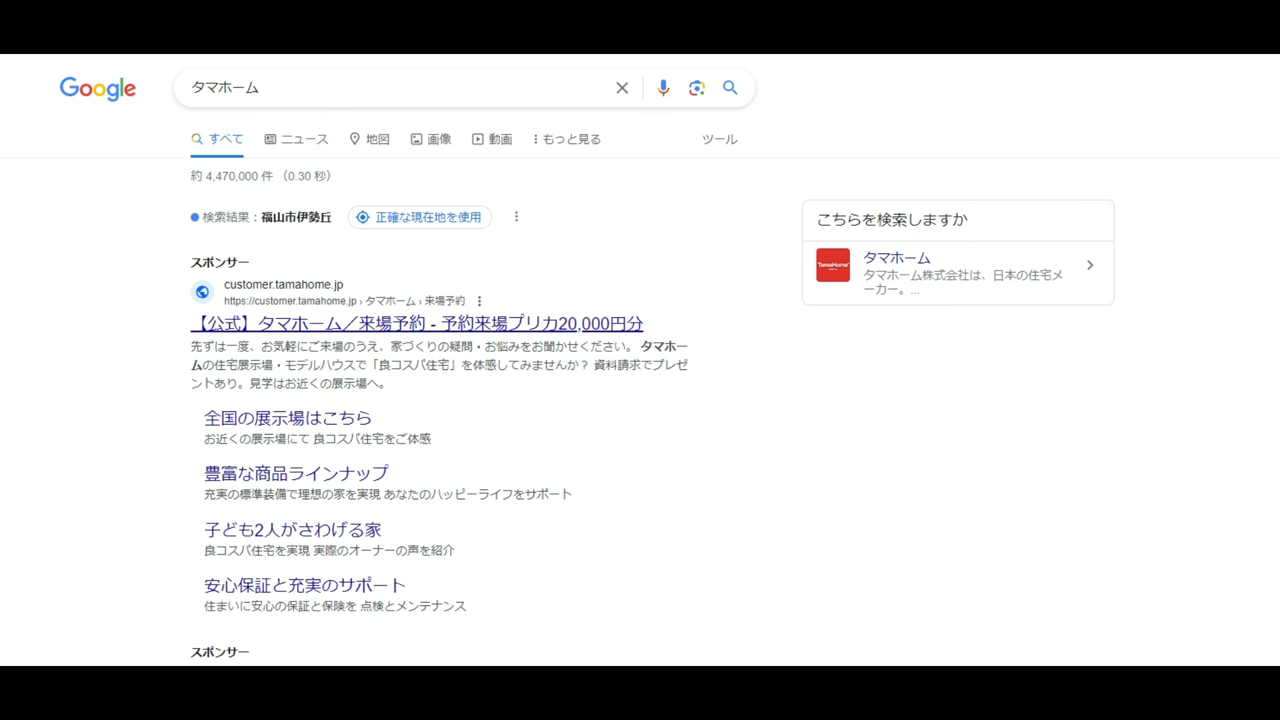 Google
タマホーム
すべて
ニュース
地図
画像
動画
もっと見る
ツール
約 4,470,000 件 （0.30 秒）
検索結果：福山市伊勢丘
正確な現在地を使用
スポンサー
customer.tamahome.jp
https://customer.tamahome.jp › タマホーム › 来場予約
【公式】タマホーム／来場予約 - 予約来場プリカ20,000円分
先ずは一度、お気軽にご来場のうえ、家づくりの疑問・お悩みをお聞かせください。 タマホー
ムの住宅展示場・モデルハウスで「良コスパ住宅」を体感してみませんか？ 資料請求でプレゼ
ントあり。見学はお近くの展示場へ。
全国の展示場はこちら
お近くの展示場にて 良コスパ住宅をご体感
豊富な商品ラインナップ
充実の標準装備で理想の家を実現 あなたのハッピーライフをサポート
子ども2人がさわげる家
良コスパ住宅を実現 実際のオーナーの声を紹介
安心保証と充実のサポート
住まいに安心の保証と保険を 点検とメンテナンス
スポンサー
こちらを検索しますか
TamaHome
タマホーム
タマホーム株式会社は、日本の住宅メ
ーカー。...